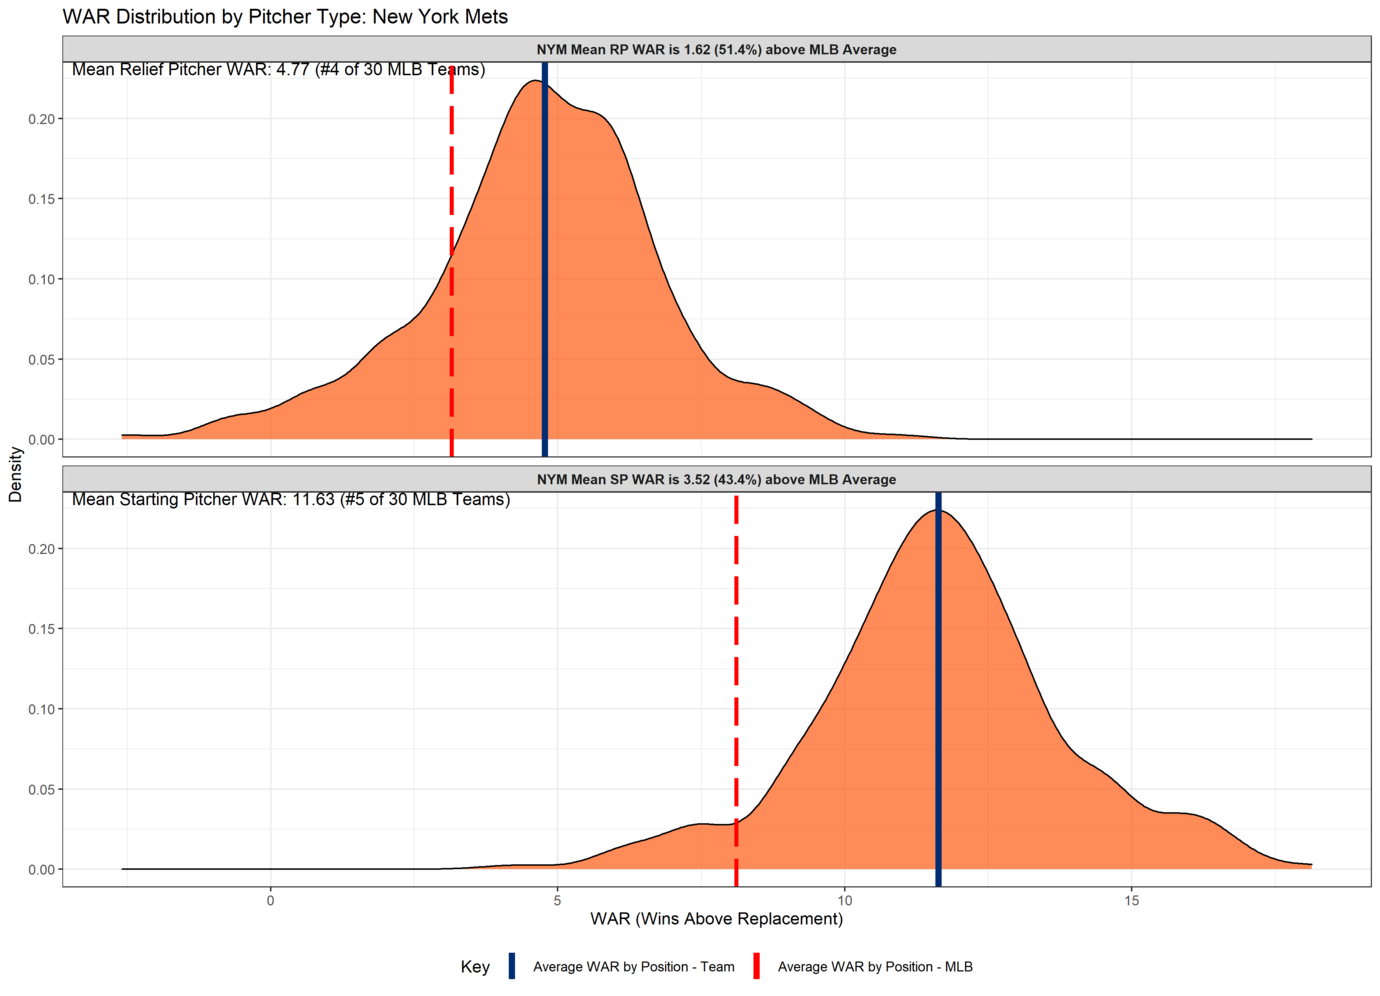 WAR Distribution by Pitcher Type: New York Mets
NYM Mean RP WAR is 1.62 (51.4%) above MLB Average
Mean Relief Pitcher WAR: 4.77 (#4 of 30 MLB Teams)
0.20
0.15
0.10
0.05
0.00
Density
NYM Mean SP WAR is 3.52 (43.4%) above MLB Average
Mean Starting Pitcher WAR: 11.63 (#5 of 30 MLB Teams)
0.20
0.15
0.10
0.05
0.00
0 5 10 15
WAR (Wins Above Replacement)
Key Average WAR by Position - Team Average WAR by Position - MLB